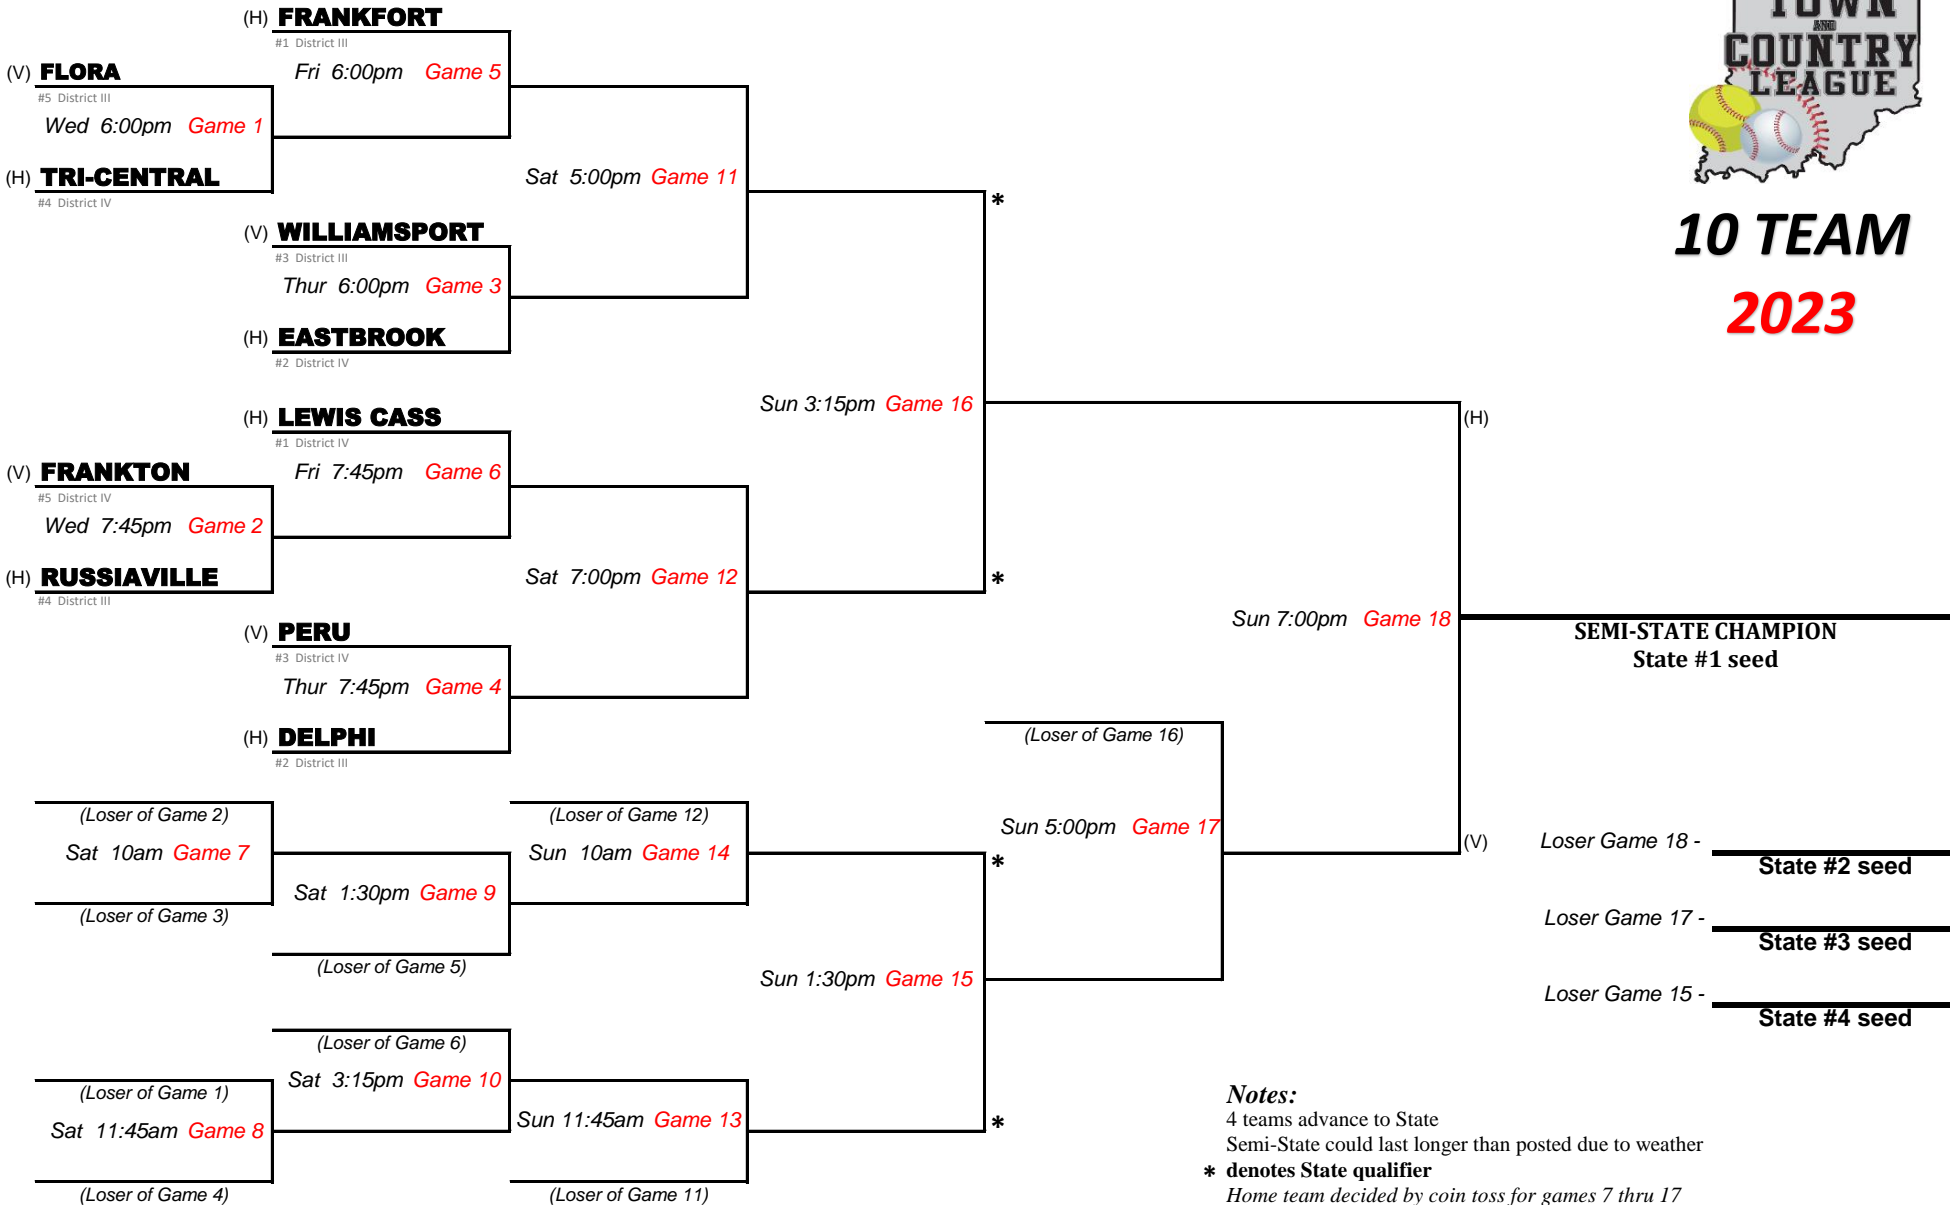 TOWN
AND
COUNTRY
LEAGUE
10 TEAM
2023
(H) FRANKFORT
#1 District III
Fri 6:00pm Game 5
(V) FLORA
#5 District III
Wed 6:00pm Game 1
(H) TRI-CENTRAL
#4 District IV
Sat 5:00pm Game 11
*
(V) WILLIAMSPORT
#3 District III
Thur 6:00pm Game 3
(H) EASTBROOK
#2 District IV
Sun 3:15pm Game 16
(H)
(H) LEWIS CASS
#1 District IV
Fri 7:45pm Game 6
(V) FRANKTON
#5 District IV
Wed 7:45pm Game 2
(H) RUSSIAVILLE
#4 District III
Sat 7:00pm Game 12
*
(V) PERU
#3 District IV
Thur 7:45pm Game 4
(H) DELPHI
#2 District III
Sun 7:00pm Game 18
SEMI-STATE CHAMPION
State #1 seed
(Loser of Game 16)
Sun 5:00pm Game 17
(V)
(Loser of Game 2)
Sat 10am Game 7
(Loser of Game 3)
(Loser of Game 12)
Sun 10am Game 14
*
Sat 1:30pm Game 9
(Loser of Game 5)
Sun 1:30pm Game 15
Loser Game 18 -
State #2 seed
Loser Game 17 -
State #3 seed
Loser Game 15 -
State #4 seed
(Loser of Game 6)
Sat 3:15pm Game 10
(Loser of Game 1)
Sat 11:45am Game 8
(Loser of Game 4)
Sun 11:45am Game 13
*
(Loser of Game 11)
Notes:
4 teams advance to State
Semi-State could last longer than posted due to weather
* denotes State qualifier
Home team decided by coin toss for games 7 thru 17